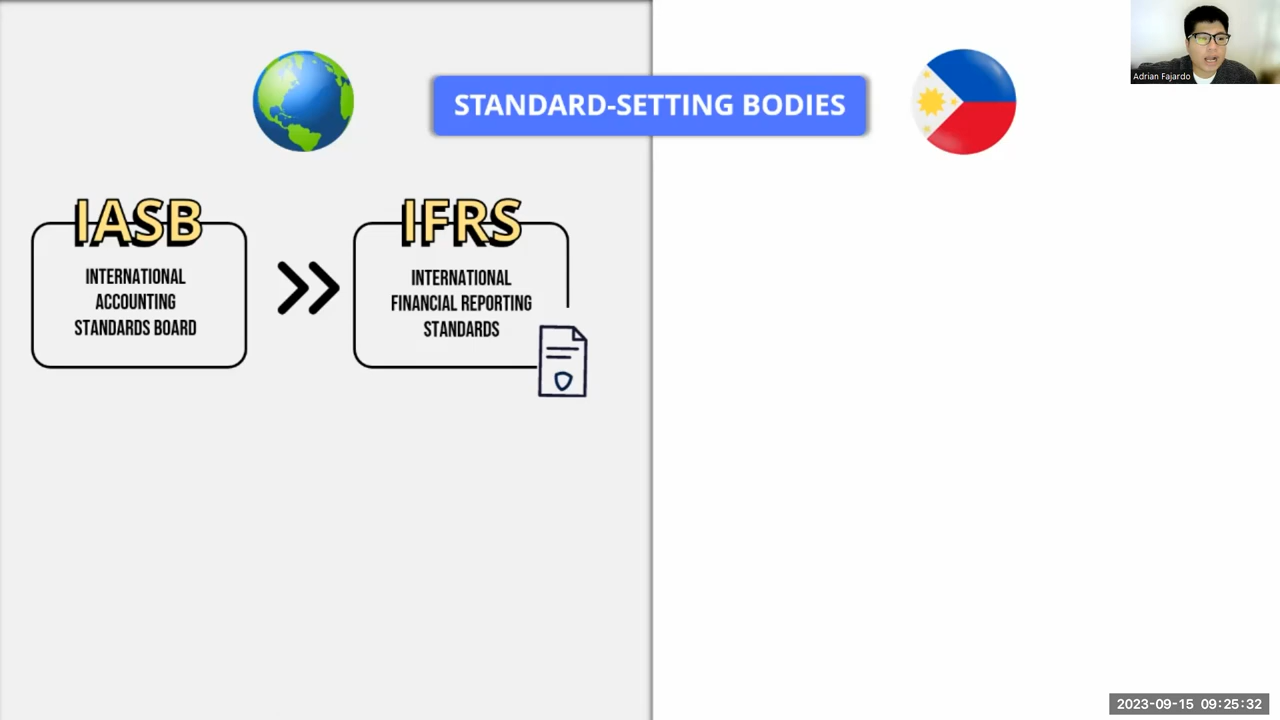 STANDARD-SETTING BODIES
Adrian Fajardo
IASB
INTERNATIONAL
ACCOUNTING
STANDARDS BOARD
IFRS
INTERNATIONAL
FINANCIAL REPORTING
STANDARDS
2023-09-15 09:25:32